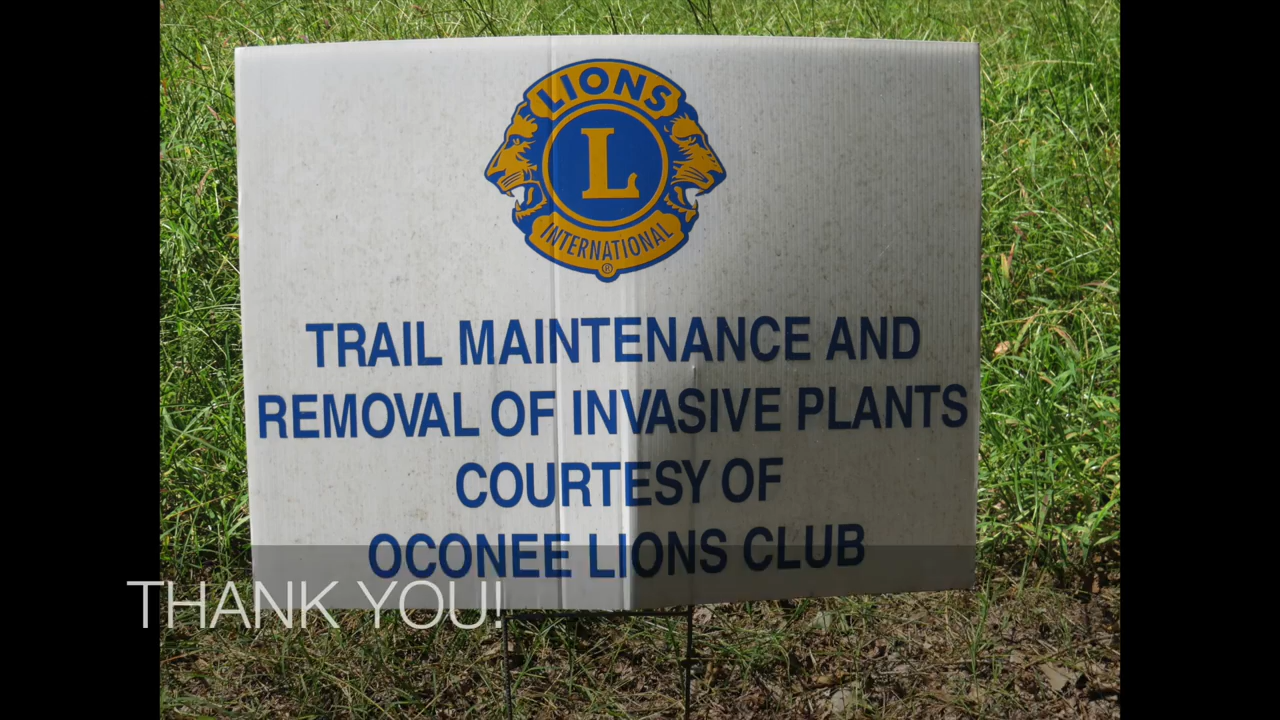 LIONS
L
INTERNATIONAL
®
TRAIL MAINTENANCE AND
REMOVAL OF INVASIVE PLANTS
COURTESY OF
OCONEE LIONS CLUB
THANK YOU!